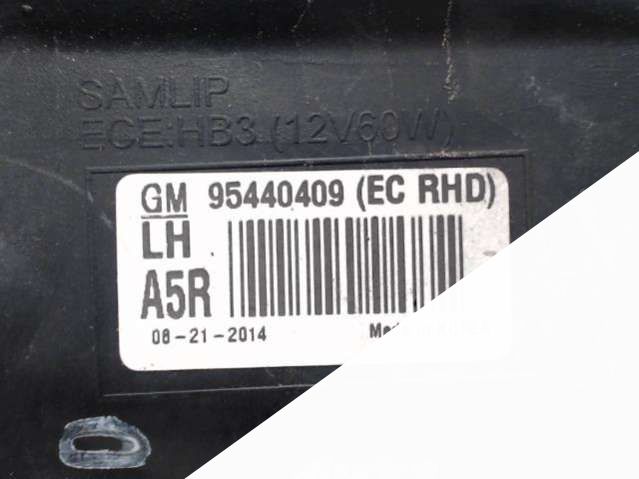 SAMLIP
ECE:HB3 (12V60W)
GM 95440409 (EC RHD)
LH
A5R
08-21-2014